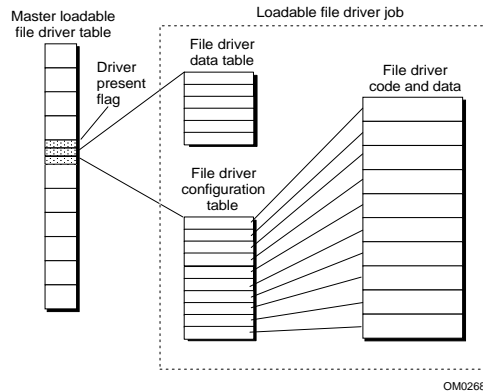 Master loadable
file driver table
Loadable file driver job
Driver
present
flag
File driver
data table
File driver
code and data
File driver
configuration
table
OM0268